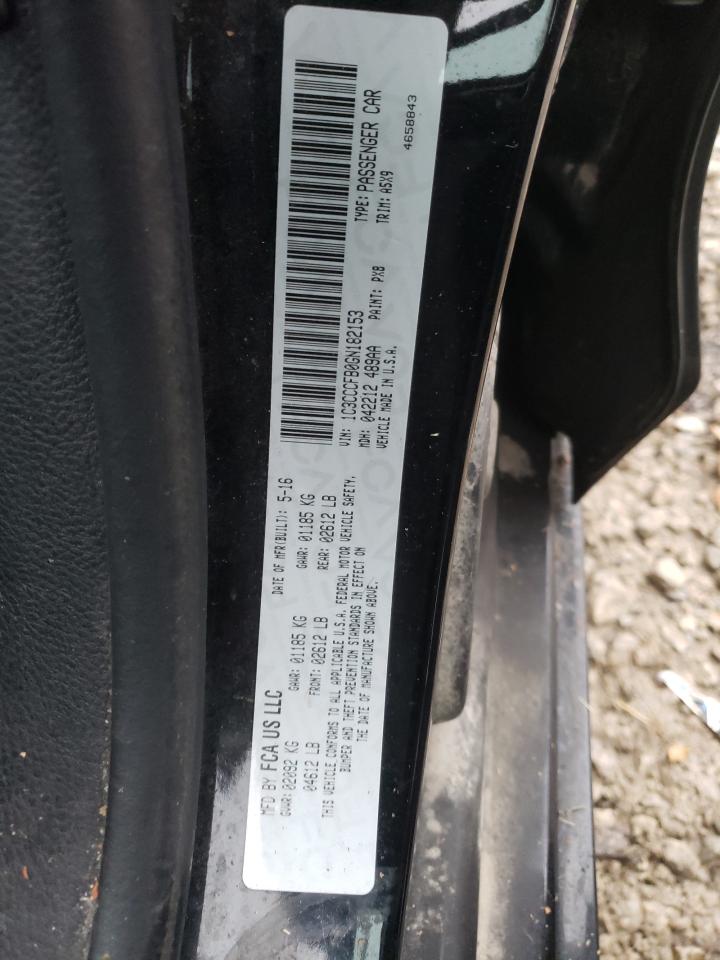 MFD BY FCA US LLC
DATE OF MFR(BUILT): 5-16
GVWR: 02092 KG
GAWR: 01185 KG
GAWR: 01185 KG
04612 LB
FRONT: 02612 LB
REAR: 02612 LB
THIS VEHICLE CONFORMS TO ALL APPLICABLE U.S.A. FEDERAL MOTOR VEHICLE SAFETY,
BUMPER AND THEFT PREVENTION STANDARDS IN EFFECT ON
THE DATE OF MANUFACTURE SHOWN ABOVE.
VIN: 1C3CCCFB0GN182153
TYPE: PASSENGER CAR
MDH: 042212 489AA
PAINT: PX8
TRIM: A5X9
VEHICLE MADE IN U.S.A.
4658843